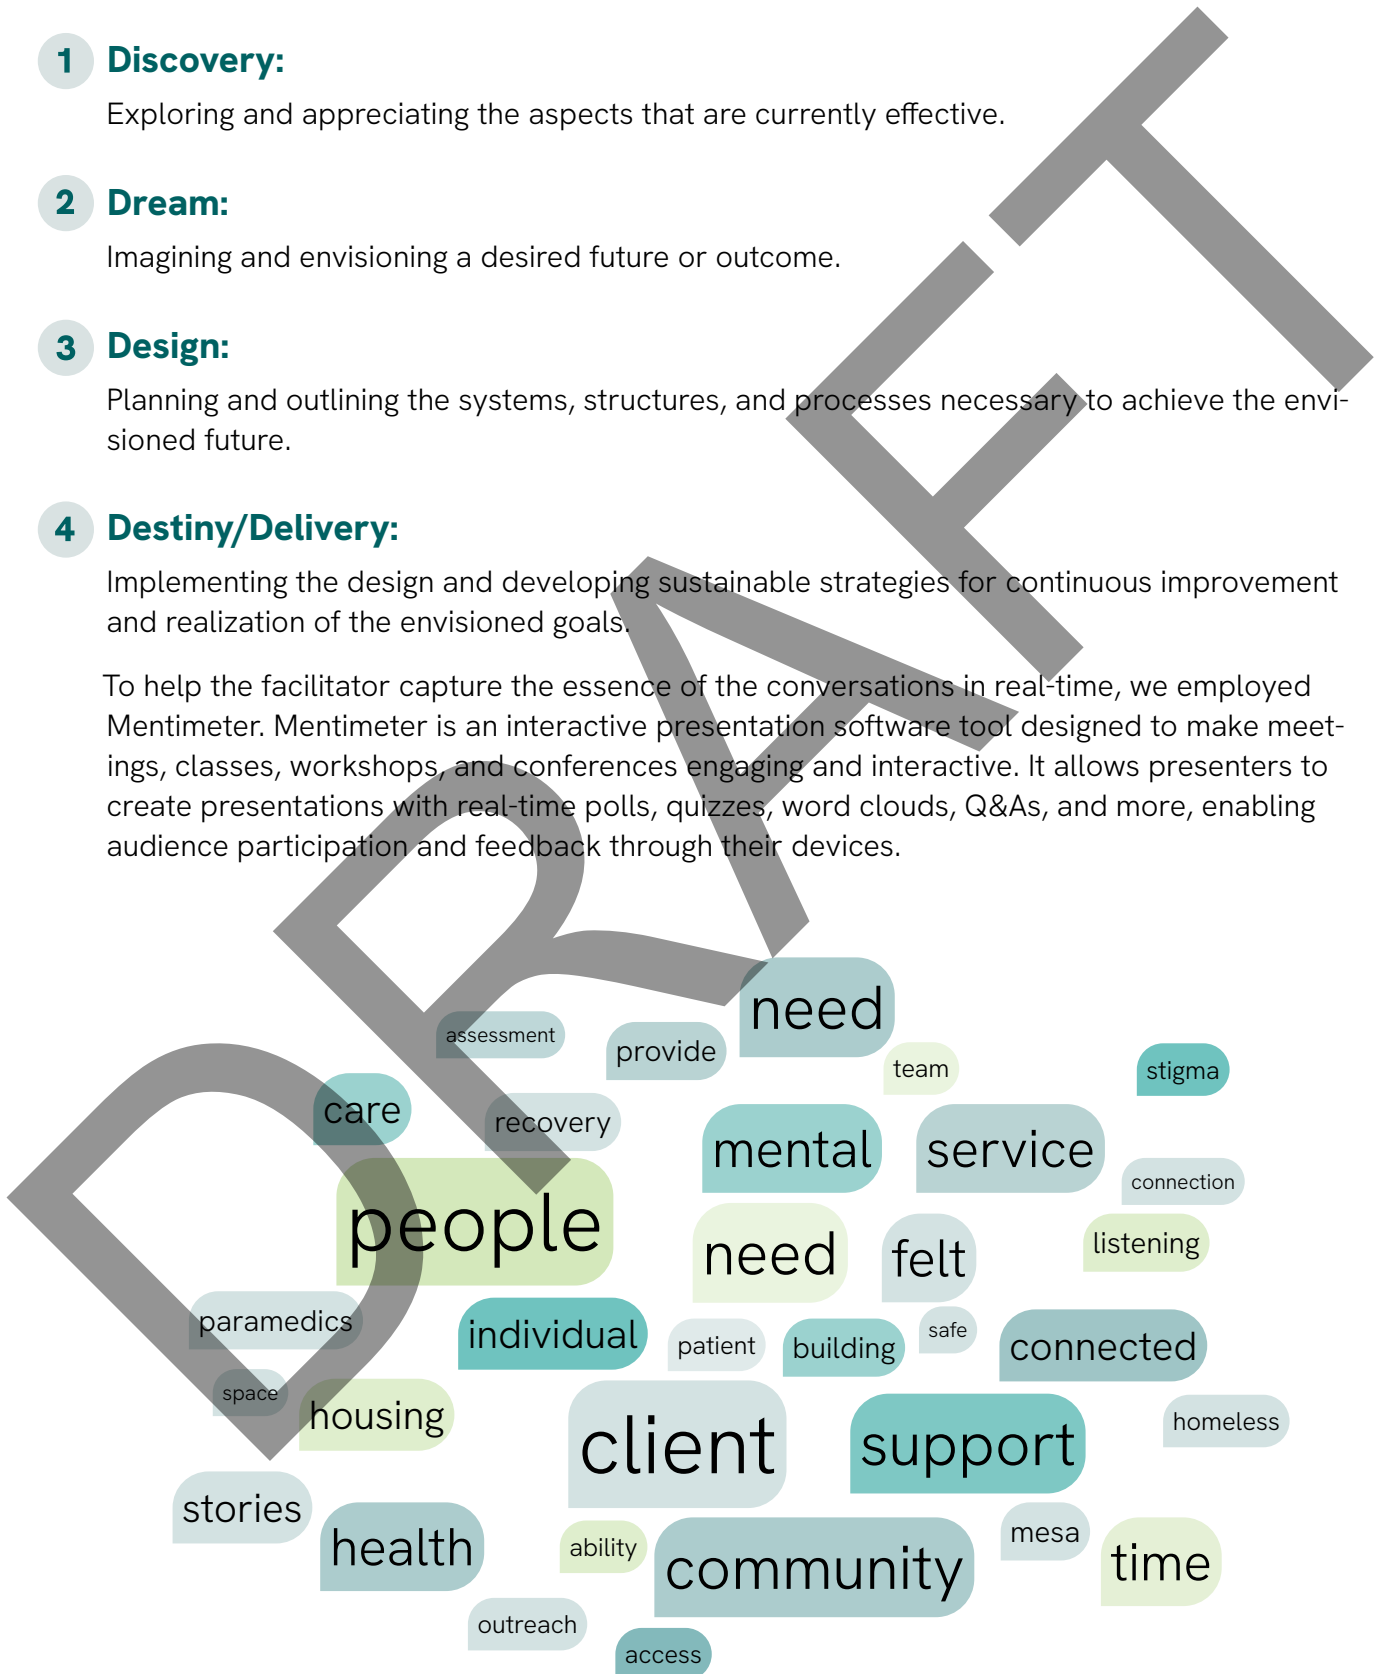 1 Discovery:
Exploring and appreciating the aspects that are currently effective.
2 Dream:
Imagining and envisioning a desired future or outcome.
3 Design:
Planning and outlining the systems, structures, and processes necessary to achieve the envi-
sioned future.
4 Destiny/Delivery:
Implementing the design and developing sustainable strategies for continuous improvement
and realization of the envisioned goals.
To help the facilitator capture the essence of the conversations in real-time, we employed
Mentimeter. Mentimeter is an interactive presentation software tool designed to make meet-
ings, classes, workshops, and conferences engaging and interactive. It allows presenters to
create presentations with real-time polls, quizzes, word clouds, Q&As, and more, enabling
audience participation and feedback through their devices.
DRAFT
need
assessment
provide
team
stigma
care
recovery
mental
service
connection
people
need
felt
listening
paramedics
individual
patient
building
safe
connected
space
housing
client
support
homeless
stories
health
ability
community
mesa
time
outreach
access